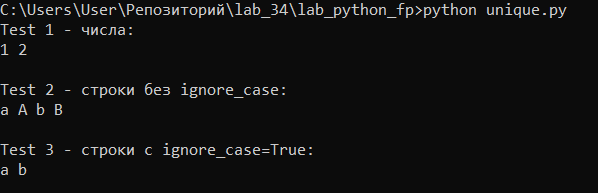 C:\Users\User\Репозиторий\lab_34\lab_python_fp>python unique.py
Test 1 - числа:
1 2
Test 2 - строки без ignore_case:
a A b B
Test 3 - строки с ignore_case=True:
a b